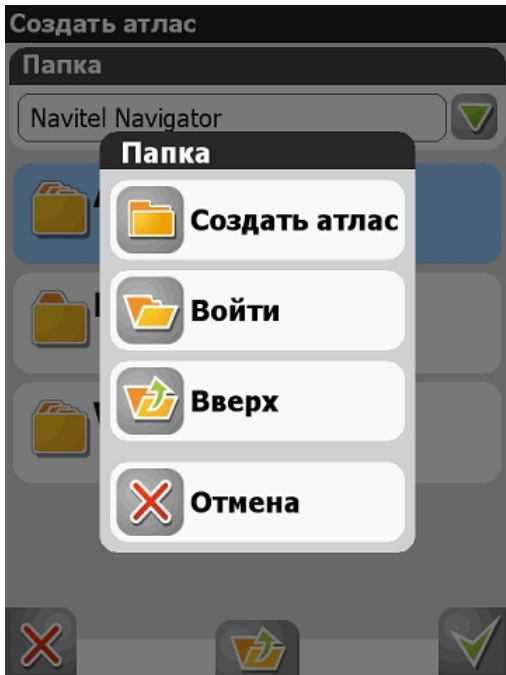 Создать атлас
Папка
Navitel Navigator
Папка
Создать атлас
Войти
Вверх
Отмена